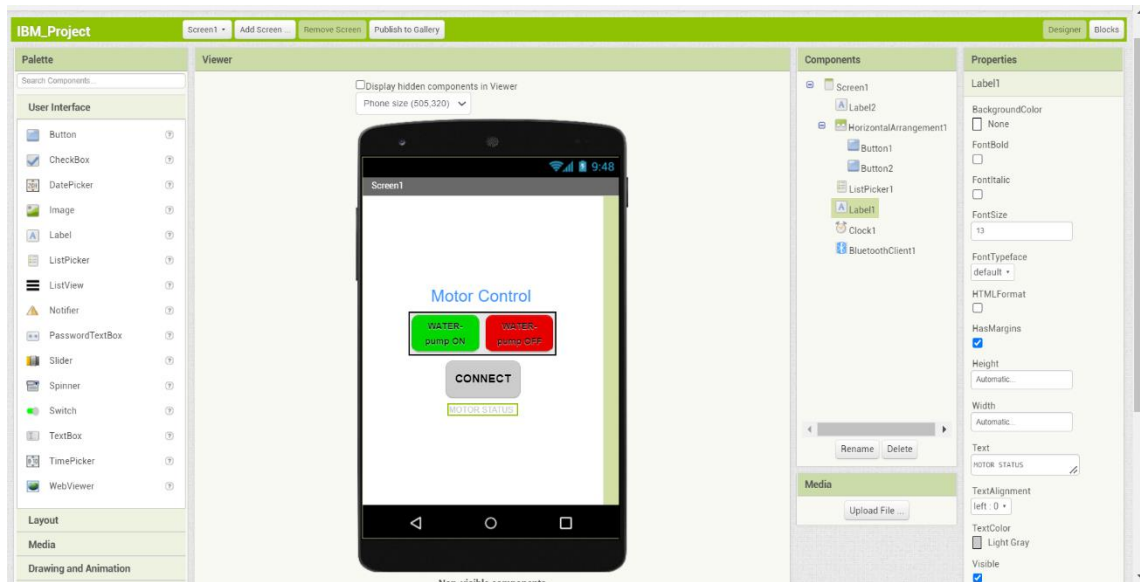 IBM_Project
Screen1
Add Screen ...
Remove Screen
Publish to Gallery
Designer
Blocks
Palette
Search Components...
User Interface
Button
CheckBox
DatePicker
Image
Label
ListPicker
ListView
Notifier
PasswordTextBox
Slider
Spinner
Switch
TextBox
TimePicker
WebViewer
Layout
Media
Drawing and Animation
Viewer
Display hidden components in Viewer
Phone size (505,320)
9:48
Screen1
Motor Control
WATER-
pump ON
WATER-
pump OFF
CONNECT
MOTOR STATUS
Non-visible components
Components
Screen1
Label2
HorizontalArrangement1
Button1
Button2
ListPicker1
Label1
Clock1
BluetoothClient1
Rename
Delete
Media
Upload File ...
Properties
Label1
BackgroundColor
None
FontBold
FontItalic
FontSize
13
FontTypeface
default
HTMLFormat
HasMargins
Height
Automatic...
Width
Automatic...
Text
MOTOR STATUS
TextAlignment
left : 0
TextColor
Light Gray
Visible